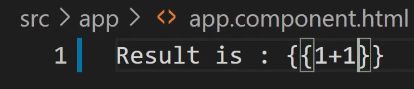 src > app > <> app.component.html
1 Result is : {{1+1}}